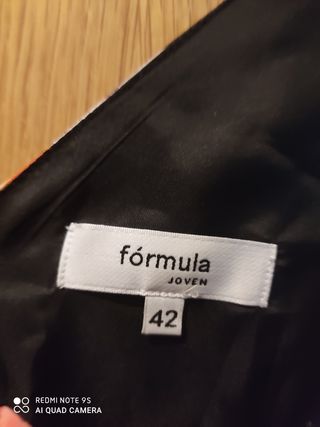 fórmula
JOVEN
42
REDMI NOTE 9S
AI QUAD CAMERA